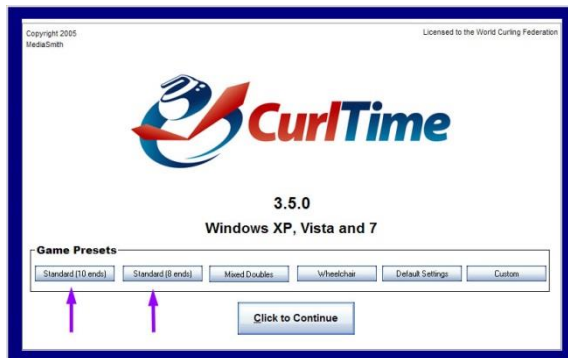 Copyright 2005
MediaSmith
Licensed to the World Curling Federation
CurlTime
3.5.0
Windows XP, Vista and 7
Game Presets
Standard (10 ends) Standard (8 ends) Mixed Doubles Wheelchair Default Settings Custom
Click to Continue